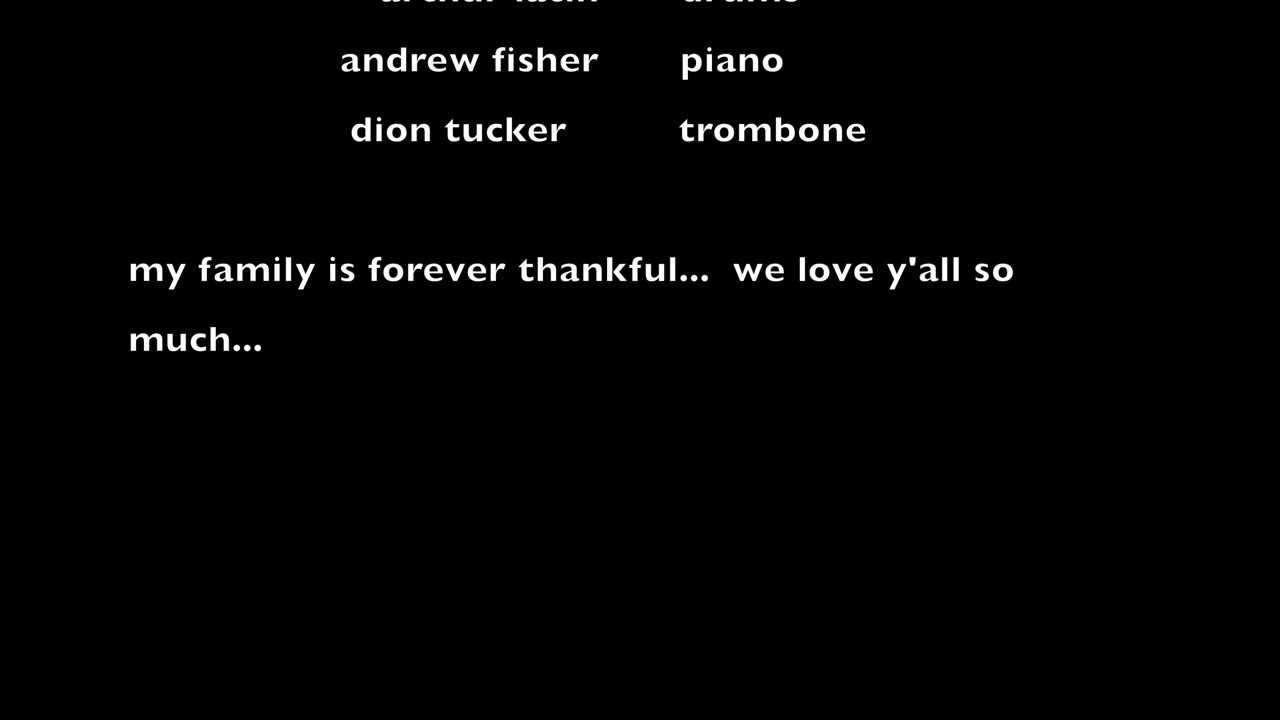 andrew fisher piano
dion tucker trombone
my family is forever thankful... we love y'all so
much...